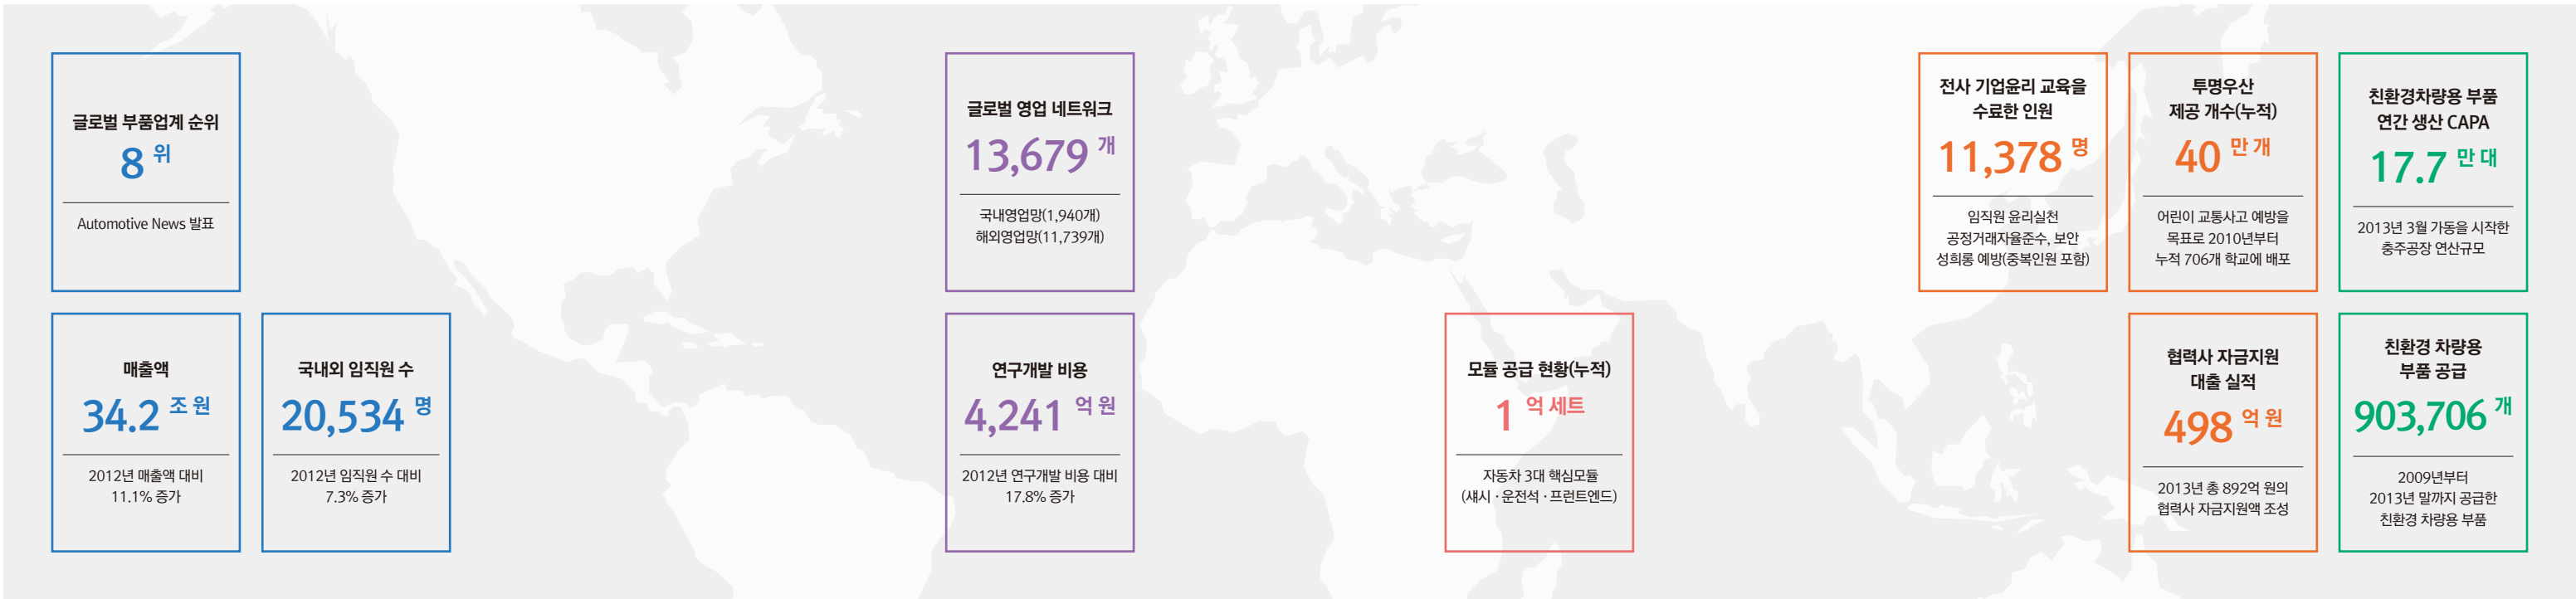 글로벌 부품업계 순위
8 위
Automotive News 발표
매출액
34.2 조 원
2012년 매출액 대비
11.1% 증가
국내외 임직원 수
20,534 명
2012년 임직원 수 대비
7.3% 증가
글로벌 영업 네트워크
13,679 개
국내영업망(1,940개)
해외영업망(11,739개)
연구개발 비용
4,241 억 원
2012년 연구개발 비용 대비
17.8% 증가
모듈 공급 현황(누적)
1 억 세트
자동차 3대 핵심모듈
(섀시 · 운전석 · 프런트엔드)
전사 기업윤리 교육을
수료한 인원
11,378 명
임직원 윤리실천
공정거래자율준수, 보안
성희롱 예방(중복인원 포함)
투명우산
제공 개수(누적)
40 만 개
어린이 교통사고 예방을
목표로 2010년부터
누적 706개 학교에 배포
협력사 자금지원
대출 실적
498 억 원
2013년 총 892억 원의
협력사 자금지원액 조성
친환경차량용 부품
연간 생산 CAPA
17.7 만 대
2013년 3월 가동을 시작한
충주공장 연산규모
친환경 차량용
부품 공급
903,706 개
2009년부터
2013년 말까지 공급한
친환경 차량용 부품